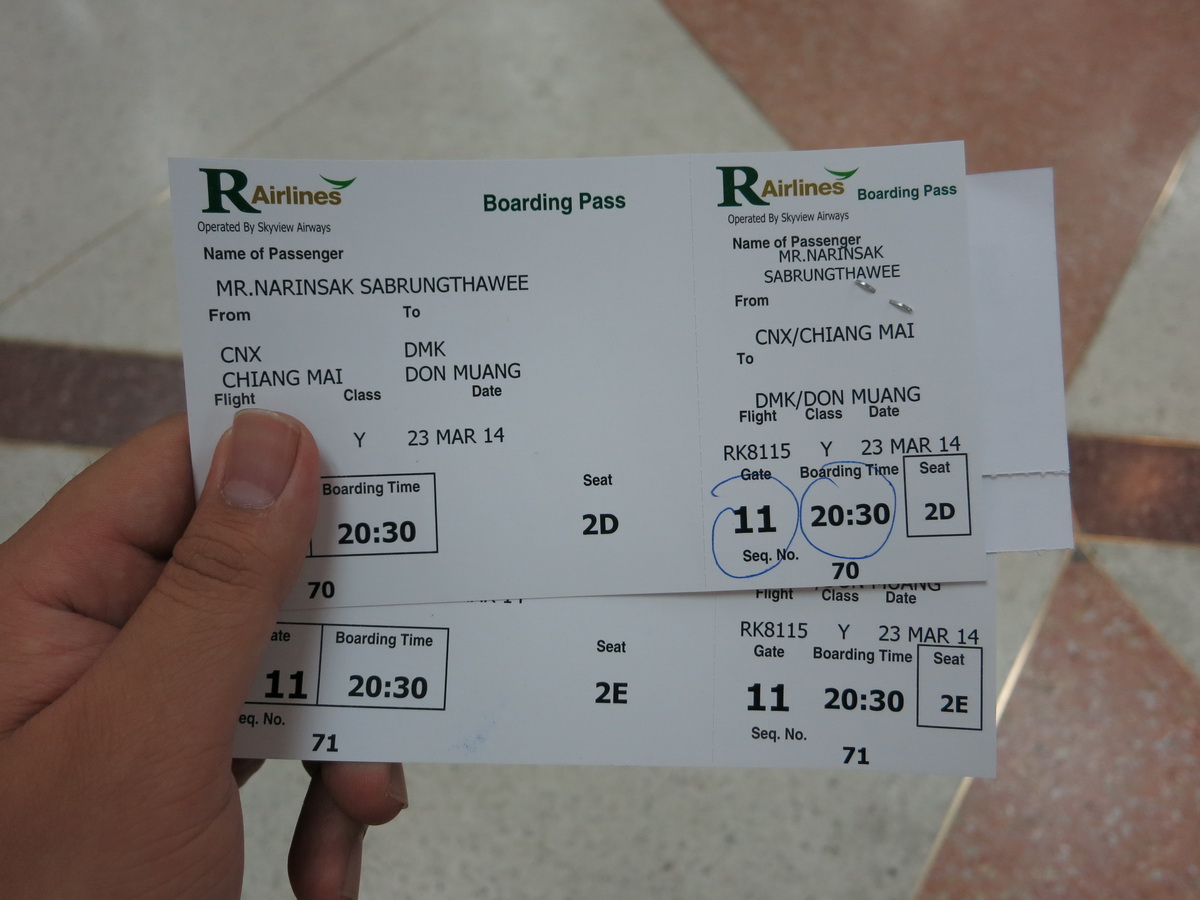 R Airlines
Operated By Skyview Airways
Boarding Pass
Name of Passenger
MR.NARINSAK SABRUNGTHAWEE
From To
CNX DMK
CHIANG MAI DON MUANG
Flight Class Date
Y 23 MAR 14
Boarding Time Seat
20:30 2D
70
R Airlines Boarding Pass
Operated By Skyview Airways
Name of Passenger
MR.NARINSAK
SABRUNGTHAWEE
From
CNX/CHIANG MAI
To
DMK/DON MUANG
Flight Class Date
RK8115 Y 23 MAR 14
Gate Boarding Time Seat
11 20:30 2D
Seq. No.
70
Boarding Time Seat
11 20:30 2E
71
Flight Class Date
RK8115 Y 23 MAR 14
Gate Boarding Time Seat
11 20:30 2E
Seq. No.
71